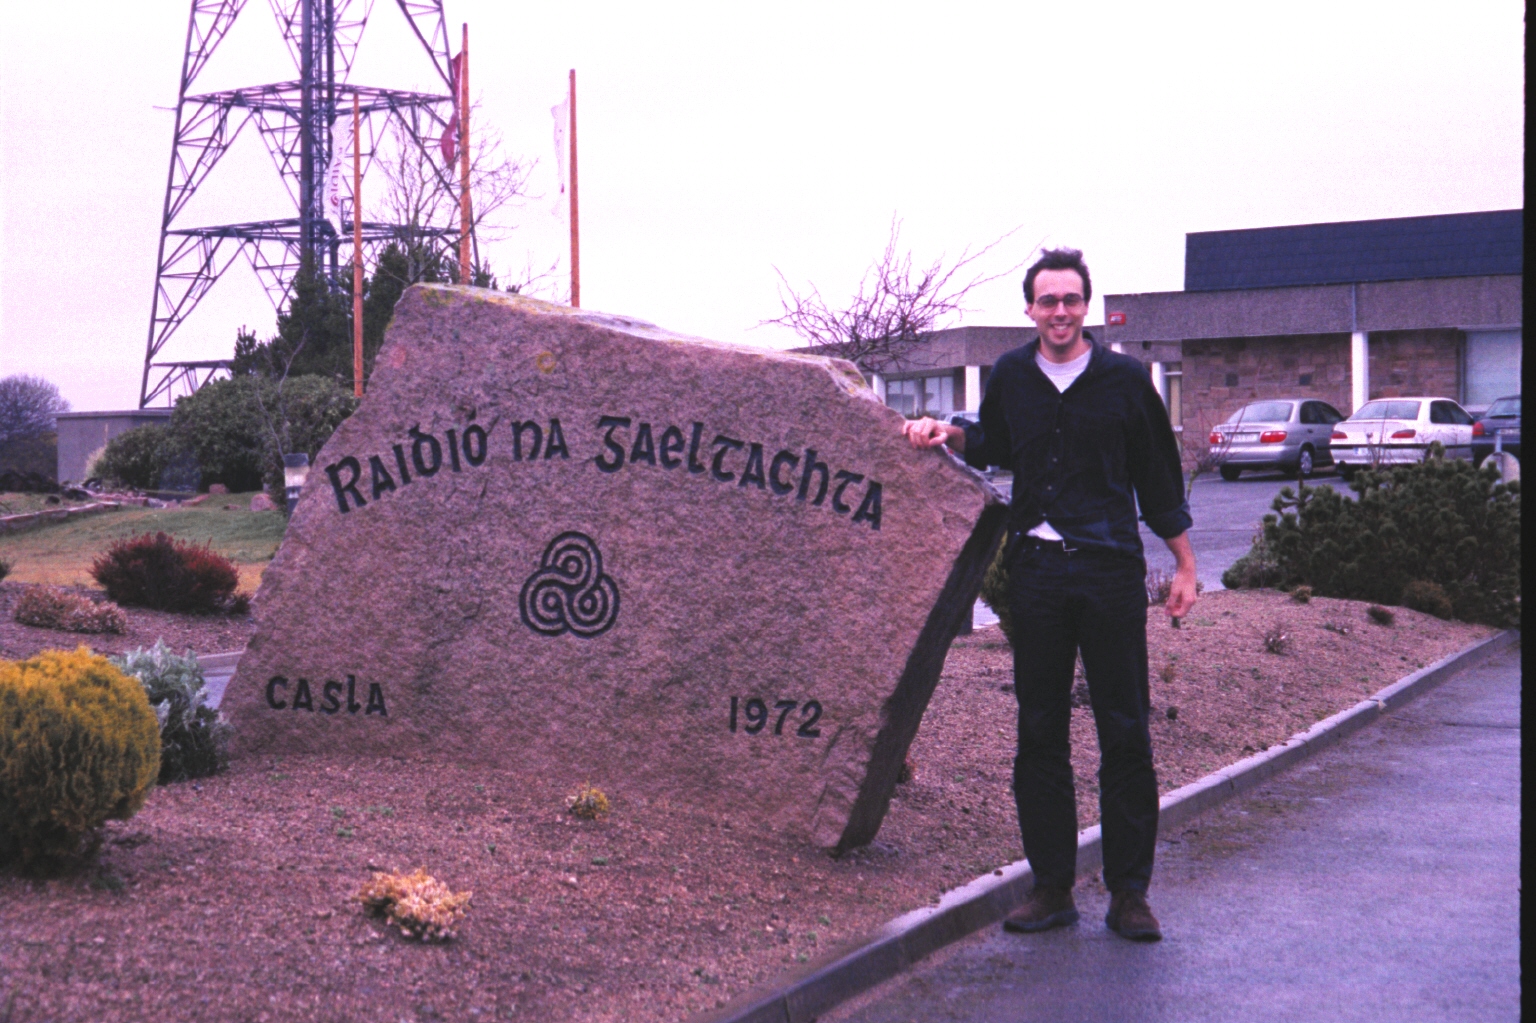 Raidió na Gaeltachta
Casla
1972